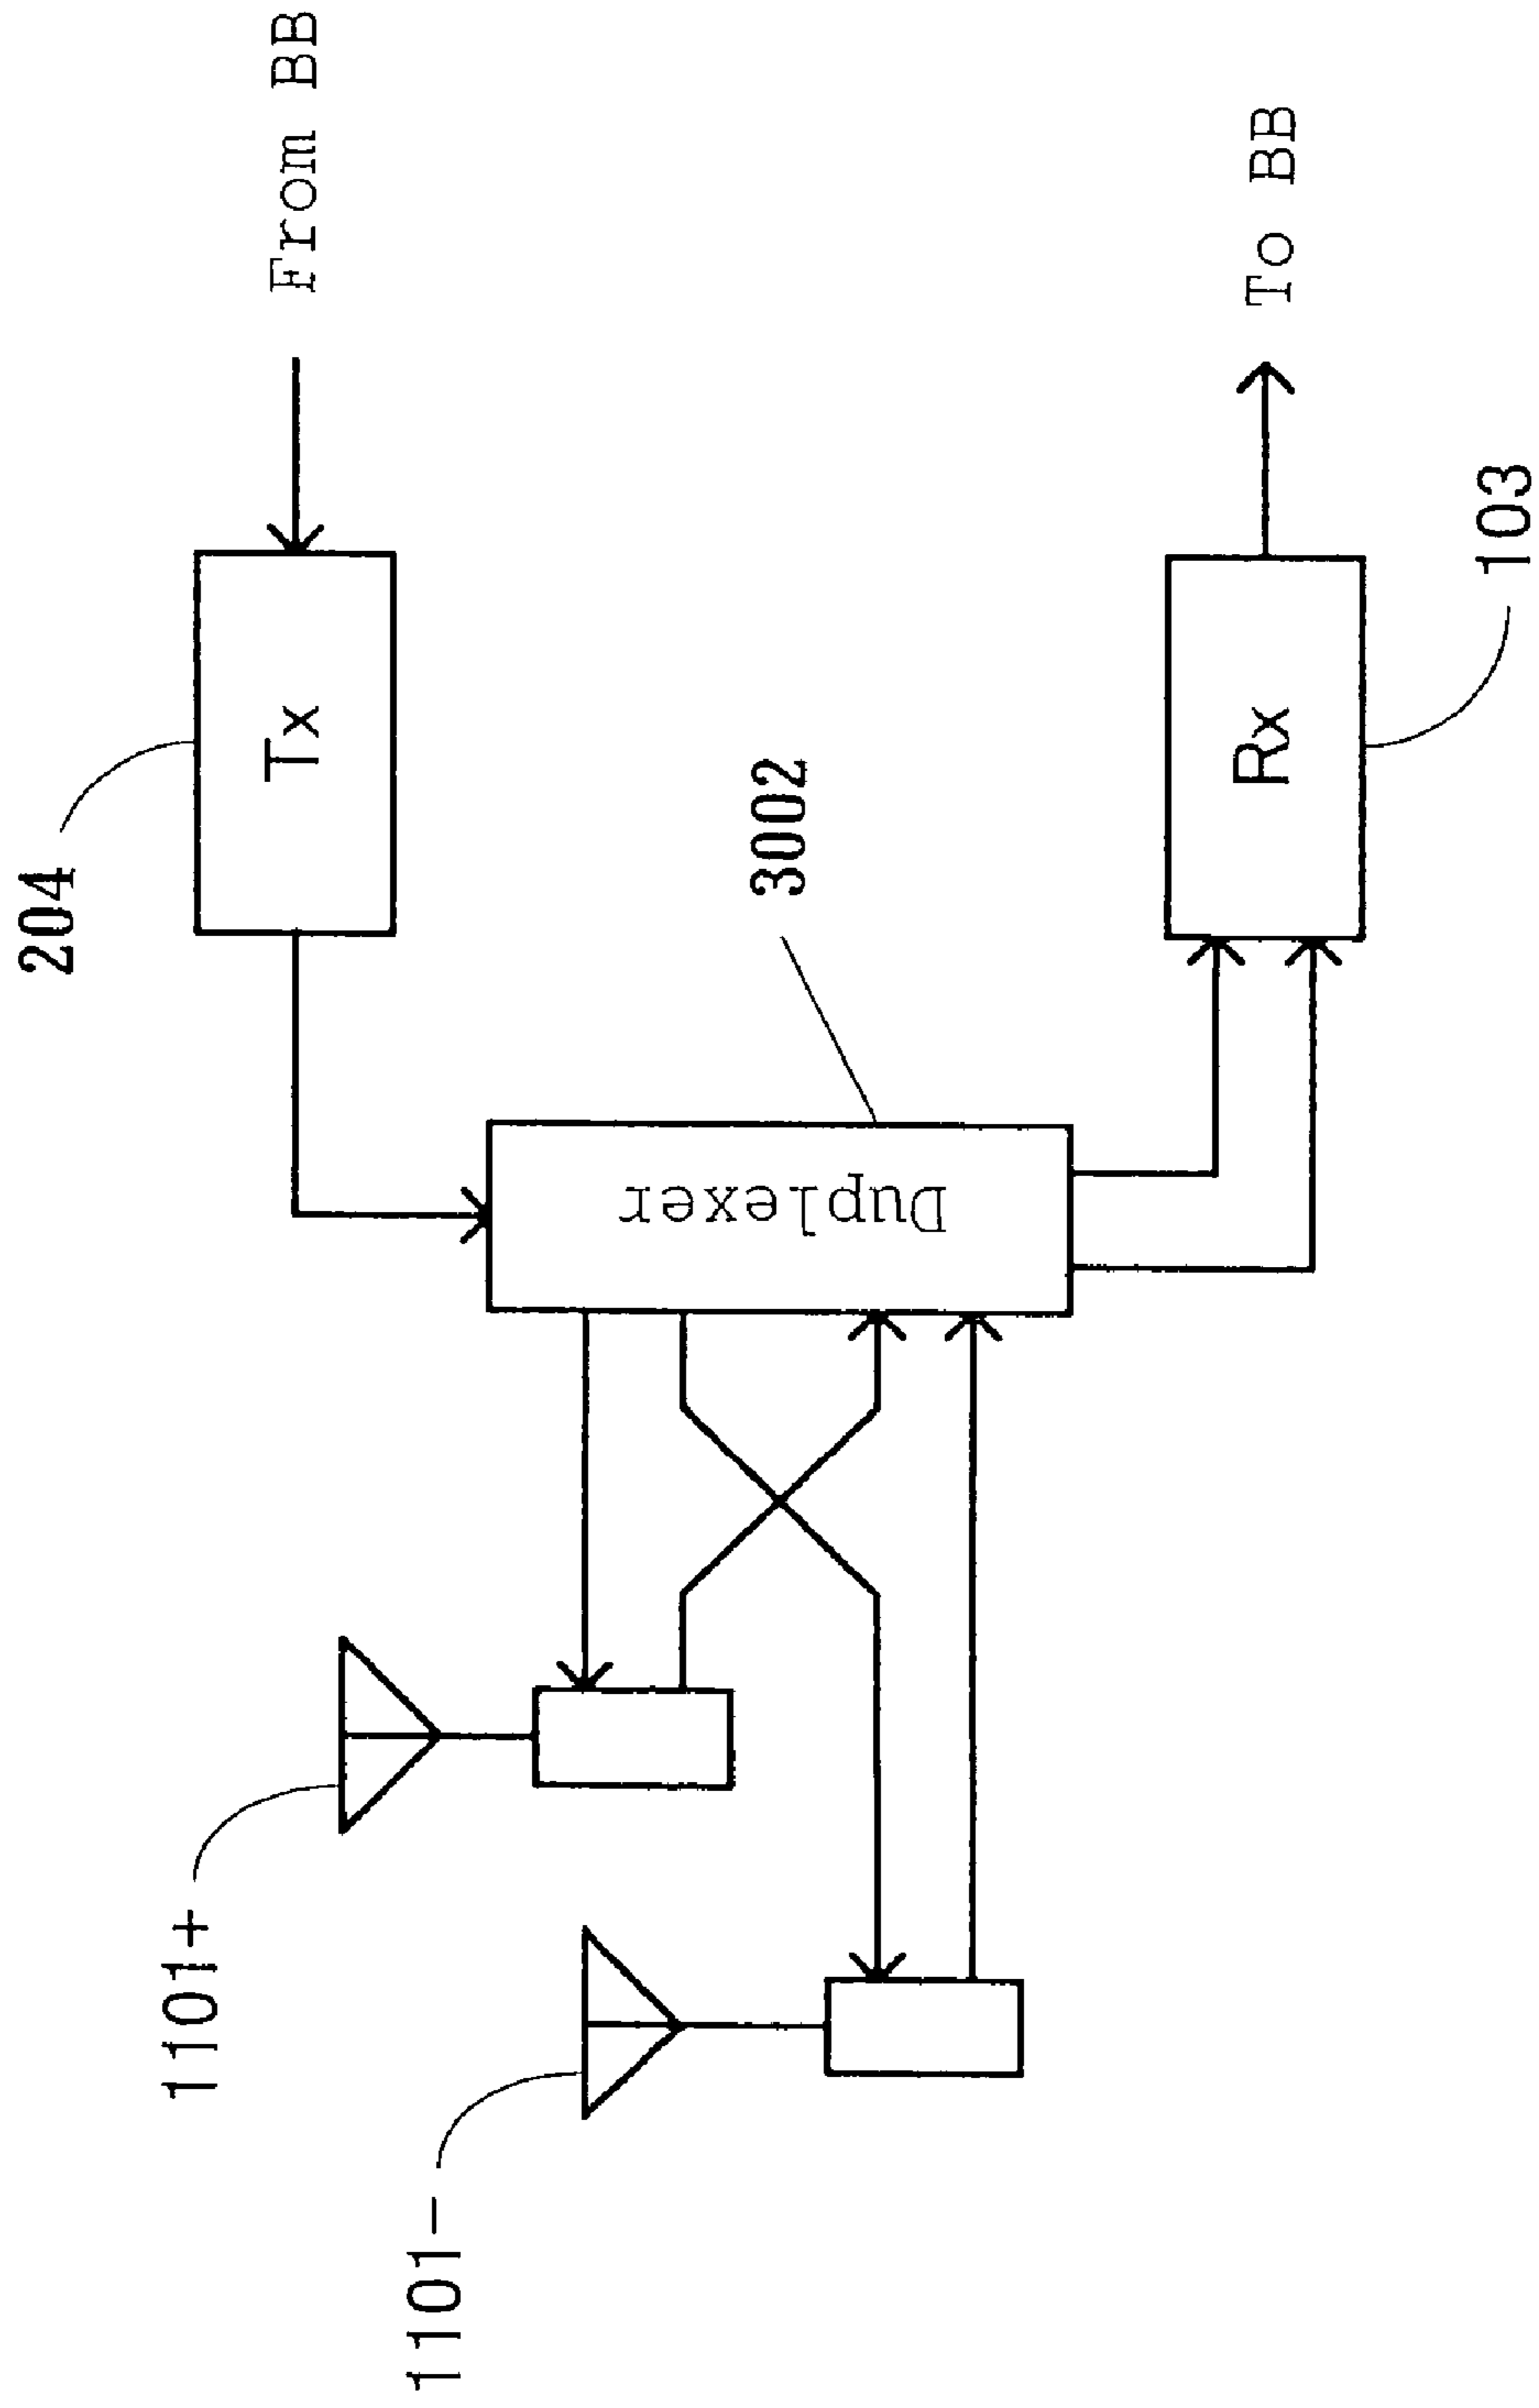 From BB
204
Tx
3002
Duplexer
1101+
1101-
To BB
Rx
103